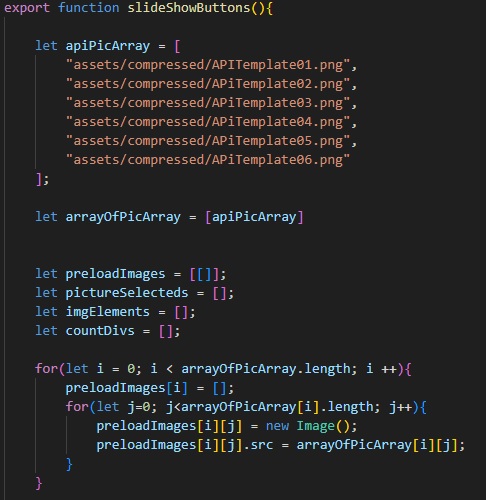 export function slideShowButtons(){
let apiPicArray = [
"assets/compressed/APITemplate01.png",
"assets/compressed/APiTemplate02.png",
"assets/compressed/APiTemplate03.png",
"assets/compressed/APiTemplate04.png",
"assets/compressed/APiTemplate05.png",
"assets/compressed/APiTemplate06.png"
];
let arrayOfPicArray = [apiPicArray]
let preloadImages = [[]];
let pictureSelecteds = [];
let imgElements = [];
let countDivs = [];
for(let i = 0; i < arrayOfPicArray.length; i ++){
preloadImages[i] = [];
for(let j=0; j<arrayOfPicArray[i].length; j++){
preloadImages[i][j] = new Image();
preloadImages[i][j].src = arrayOfPicArray[i][j];
}
}